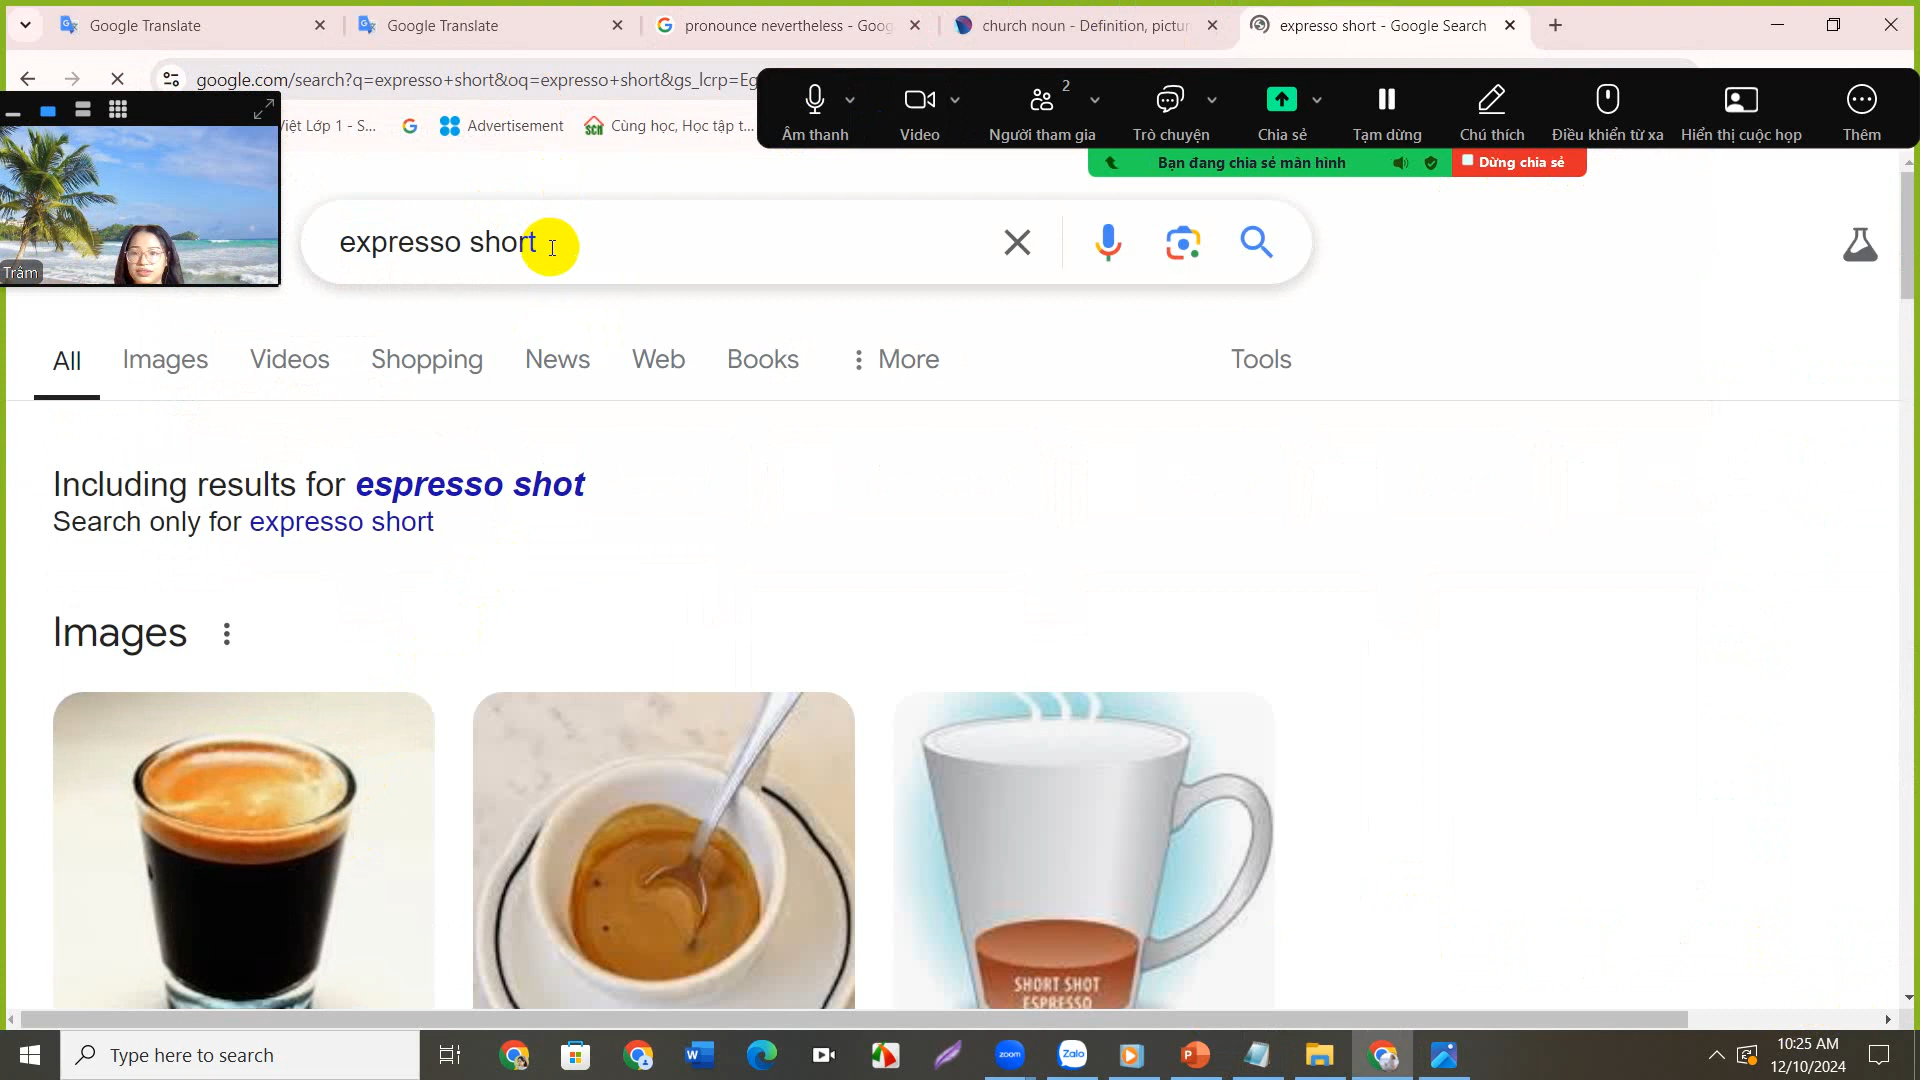 Google Translate
Google Translate
pronounce nevertheless - Goog
church noun - Definition, pictur
expresso short - Google Search
google.com/search?q=expresso+short&oq=expresso+short&gs_lcrp=Eg
Âm thanh
Video
2
Người tham gia
Trò chuyện
Chia sẻ
Tạm dừng
Chú thích
Điều khiển từ xa
Hiển thị cuộc họp
Thêm
Việt Lớp 1 - S...
Advertisement
Cùng học, Học tập t...
Bạn đang chia sẻ màn hình
Dừng chia sẻ
Trâm
expresso short
All
Images
Videos
Shopping
News
Web
Books
More
Tools
Including results for espresso shot
Search only for expresso short
Images
SHORT SHOT
ESPRESSO
Type here to search
zoom
Zalo
10:25 AM
12/10/2024